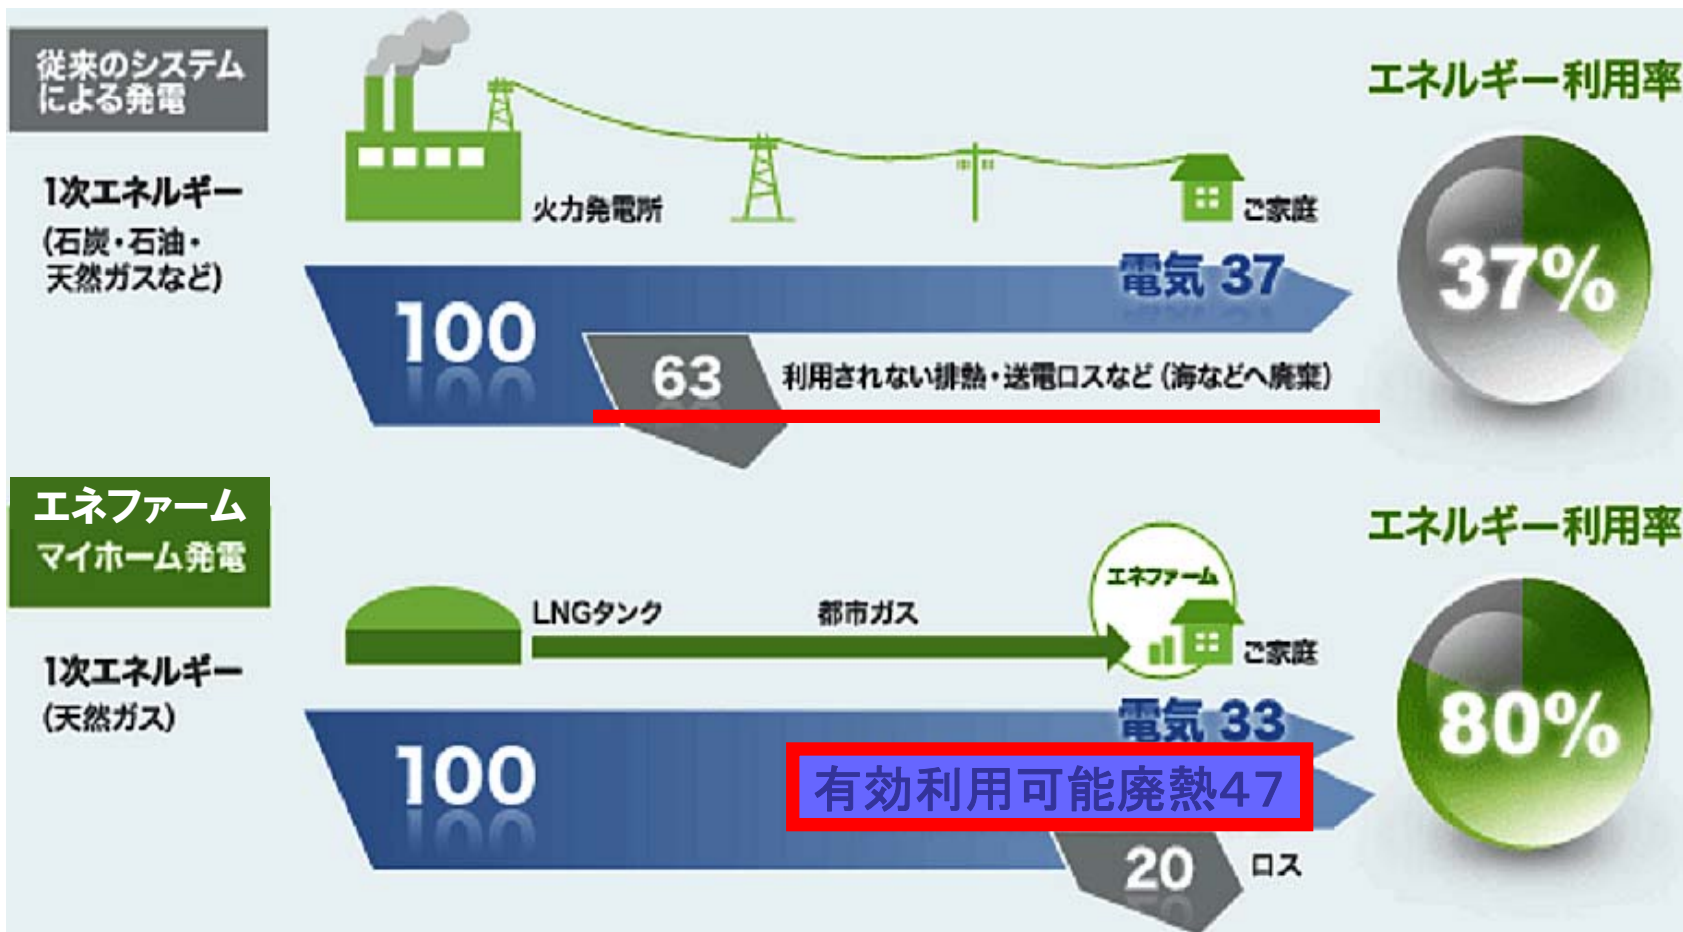 従来のシステム
による発電
エネルギー利用率
1次エネルギー
(石炭・石油・
天然ガスなど)
火力発電所
ご家庭
電気 37
100
37%
63
利用されない排熱・送電ロスなど(海などへ廃棄)
エネファーム
マイホーム発電
エネルギー利用率
エネファーム
LNGタンク
都市ガス
ご家庭
1次エネルギー
(天然ガス)
電気 33
100
有効利用可能廃熱47
80%
20
ロス